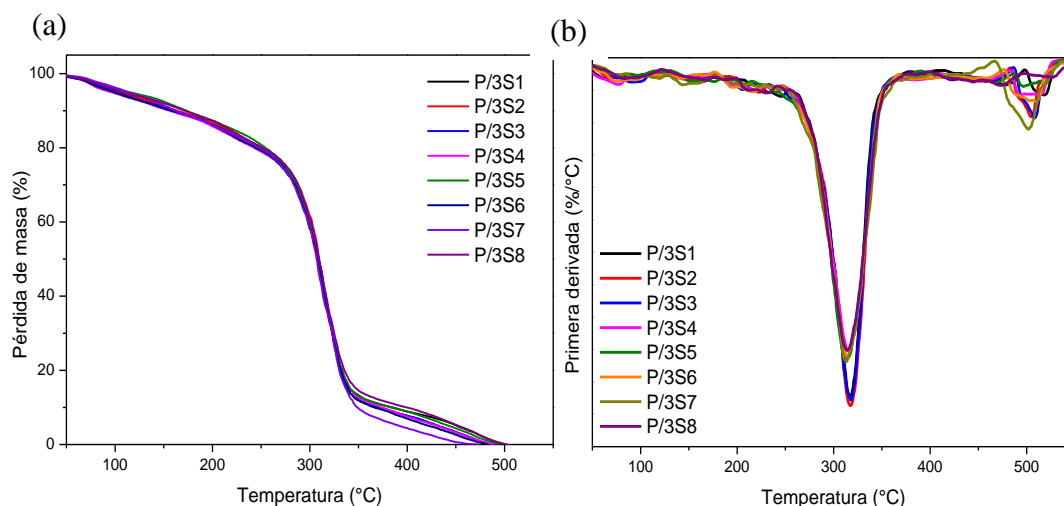 (a)
Pérdida de masa (%)
100
80
60
40
20
0
P/3S1
P/3S2
P/3S3
P/3S4
P/3S5
P/3S6
P/3S7
P/3S8
100
200
300
400
500
Temperatura (°C)
(b)
Primera derivada (%/°C)
P/3S1
P/3S2
P/3S3
P/3S4
P/3S5
P/3S6
P/3S7
P/3S8
100
200
300
400
500
Temperatura (°C)